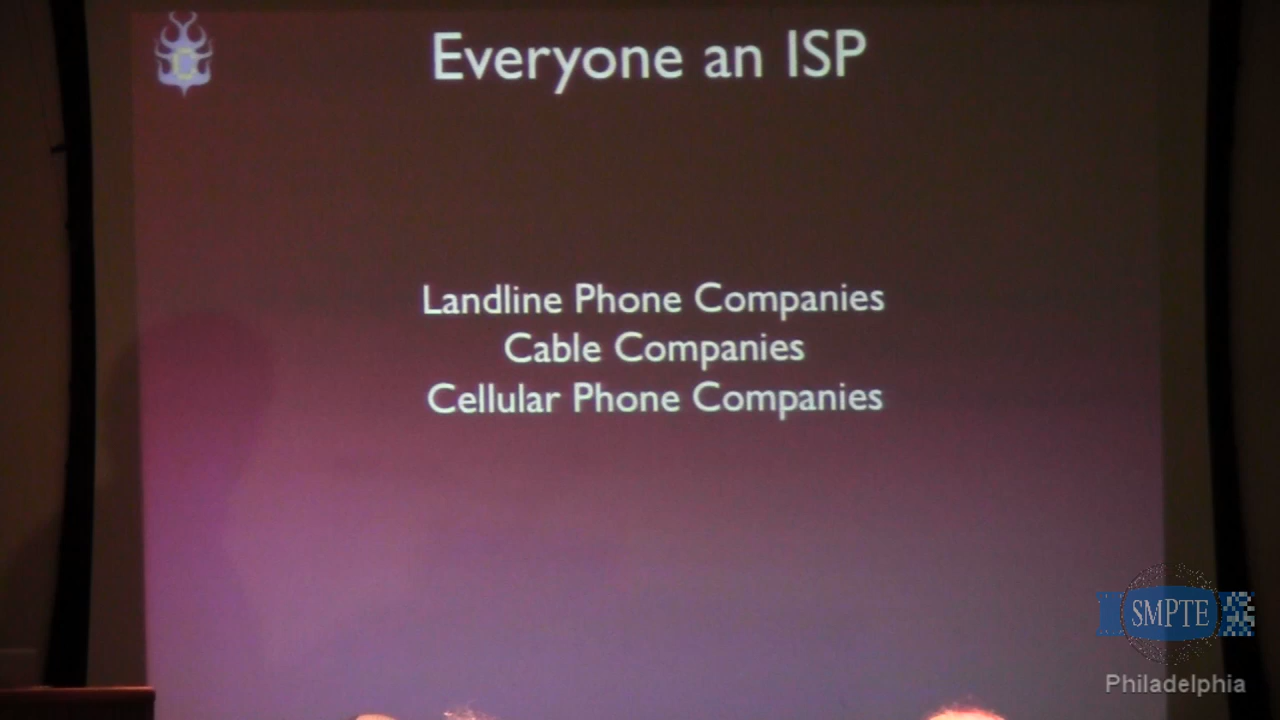 Everyone an ISP
Landline Phone Companies
Cable Companies
Cellular Phone Companies
SMPTE
Philadelphia